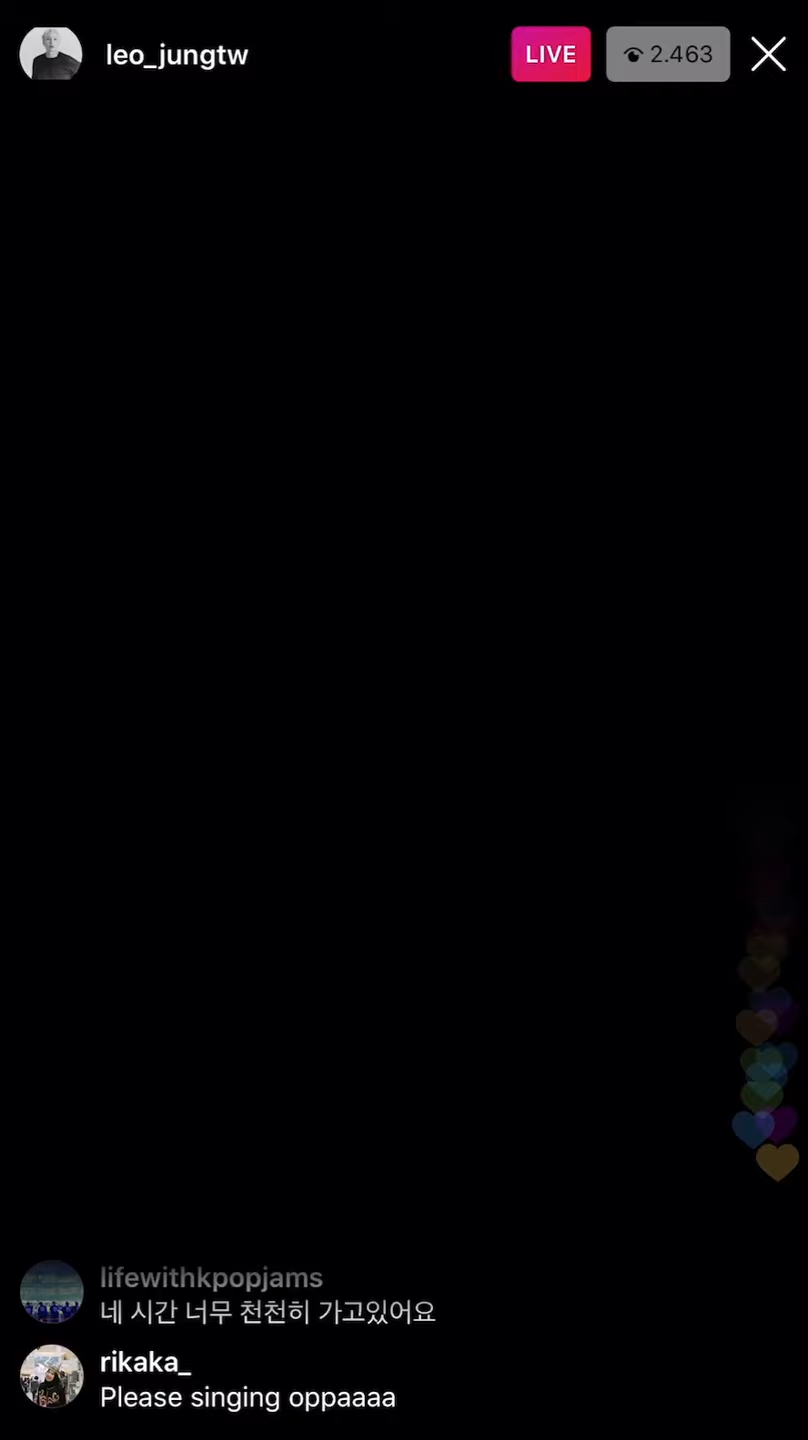 leo_jungtw
LIVE
2.463
lifewithkpopjams
네 시간 너무 천천히 가고있어요
rikaka_
Please singing oppaaaa